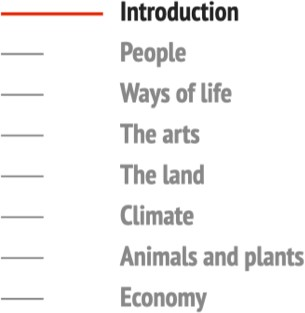 Introduction
People
Ways of life
The arts
The land
Climate
Animals and plants
Economy